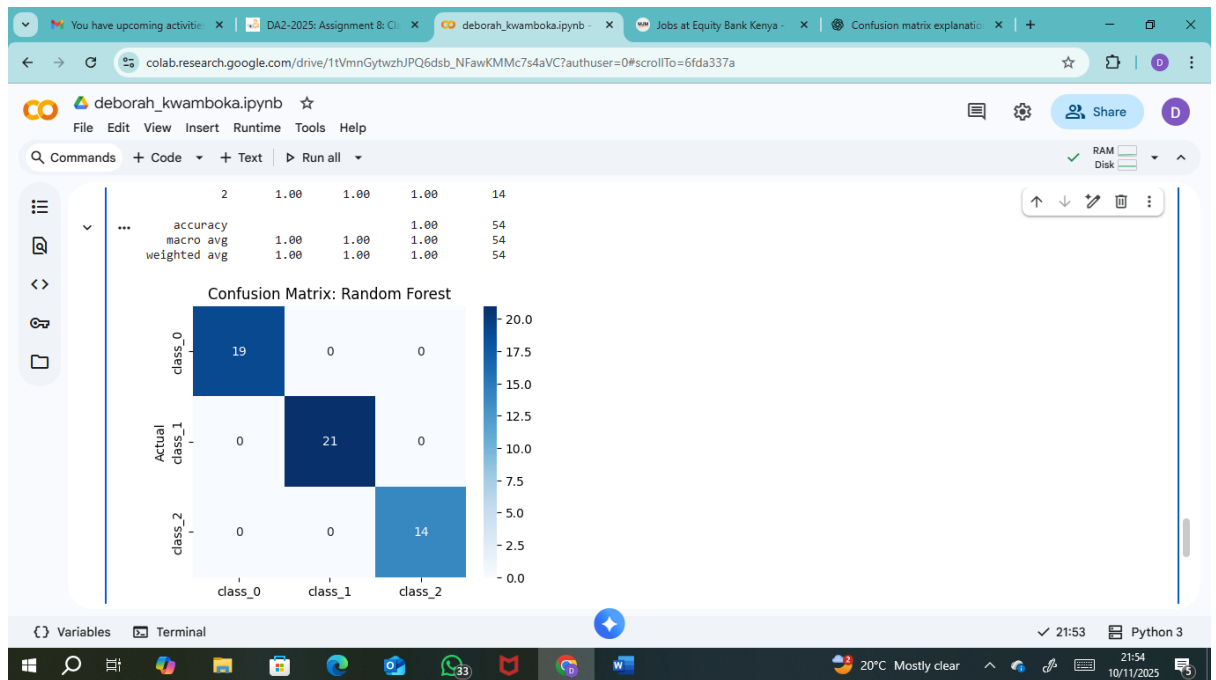 You have upcoming activitie
DA2-2025: Assignment 8: Cl
deborah_kwamboka.ipynb -
Jobs at Equity Bank Kenya -
Confusion matrix explanatio
colab.research.google.com/drive/1tVmnGytwzhJPQ6dsb_NFawKMMc7s4aVC?authuser=0#scrollTo=6fda337a
D
CO deborah_kwamboka.ipynb
Share
D
File Edit View Insert Runtime Tools Help
Commands + Code + Text Run all
RAM
Disk
2 1.00 1.00 1.00 14
accuracy 1.00 54
macro avg 1.00 1.00 1.00 54
weighted avg 1.00 1.00 1.00 54
Confusion Matrix: Random Forest
20.0
17.5
15.0
12.5
10.0
7.5
5.0
2.5
0.0
class_0 19 0 0
Actual
class_1 0 21 0
class_2 0 0 14
class_0 class_1 class_2
{} Variables Terminal
21:53 Python 3
33
20°C Mostly clear
21:54
10/11/2025
5